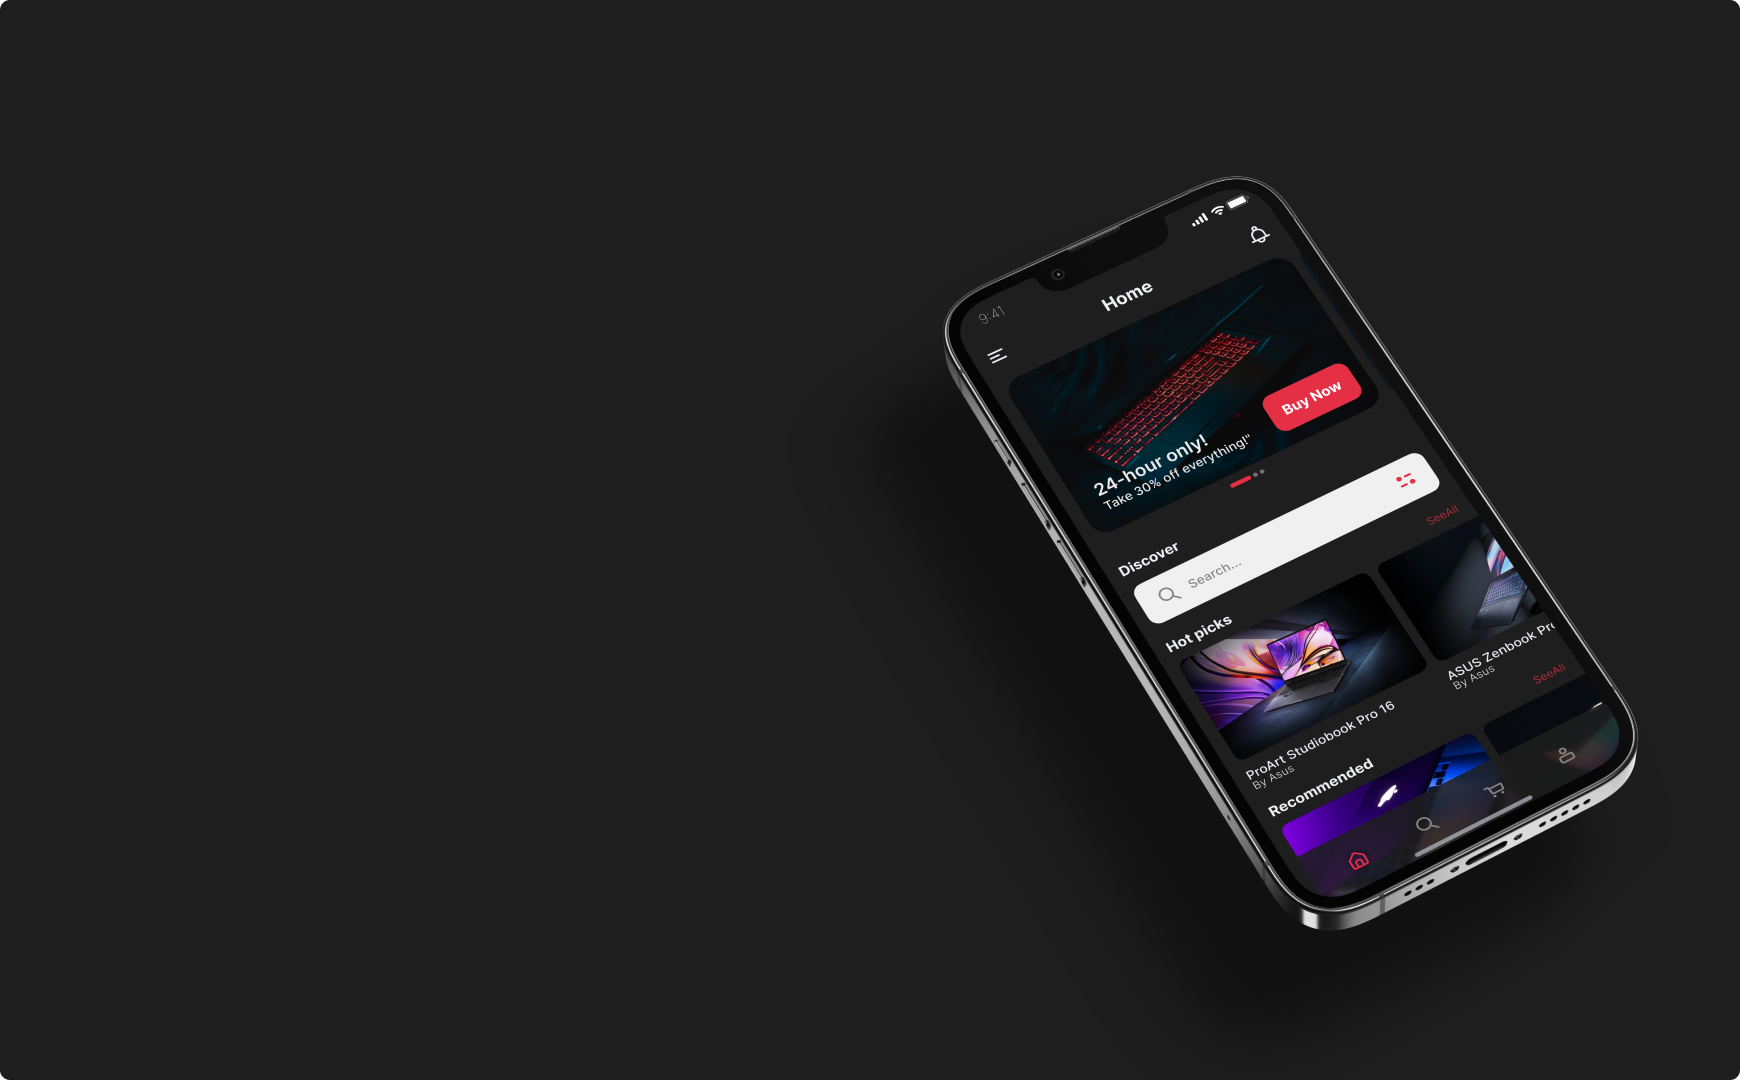 9:41
Home
24-hour only!
Take 30% off everything!"
Buy Now
Discover
Search...
Hot picks
SeeAll
ProArt Studiobook Pro 16
By Asus
ASUS Zenbook Pr
By Asus
Recommended
SeeAll